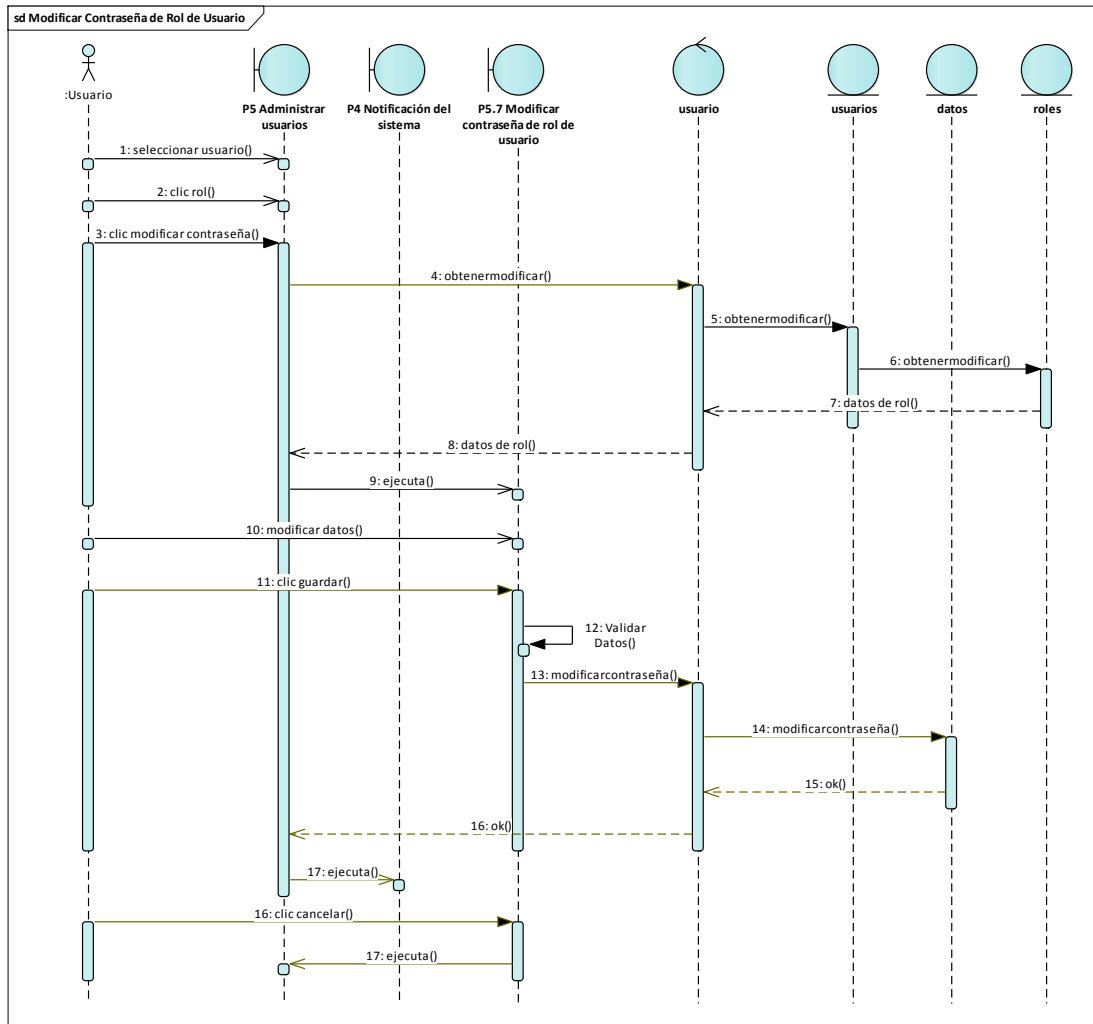 sd Modificar Contraseña de Rol de Usuario
:Usuario
P5 Administrar
usuarios
P4 Notificación del
sistema
P5.7 Modificar
contraseña de rol de
usuario
usuario
usuarios
datos
roles
1: seleccionar usuario()
2: clic rol()
3: clic modificar contraseña()
4: obtenermodificar()
5: obtenermodificar()
6: obtenermodificar()
7: datos de rol()
8: datos de rol()
9: ejecuta()
10: modificar datos()
11: clic guardar()
12: Validar
Datos()
13: modificarcontraseña()
14: modificarcontraseña()
15: ok()
16: ok()
17: ejecuta()
16: clic cancelar()
17: ejecuta()